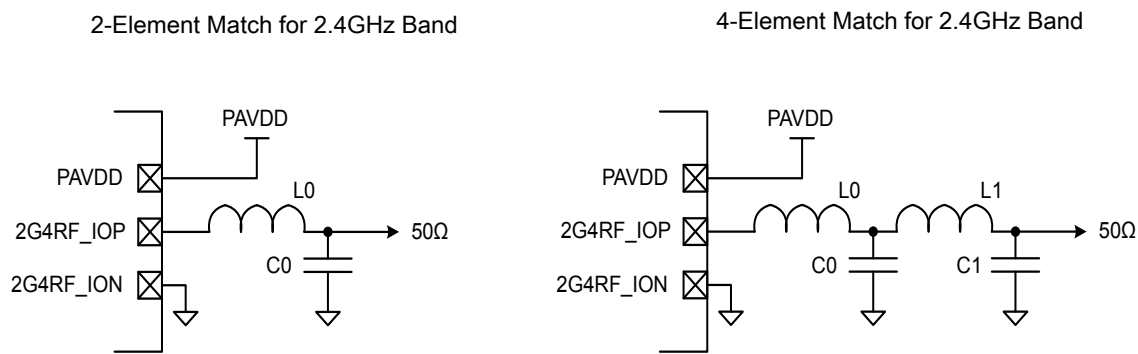 2-Element Match for 2.4GHz Band
PAVDD
PAVDD
L0
2G4RF_IOP
50Ω
C0
2G4RF_ION
4-Element Match for 2.4GHz Band
PAVDD
PAVDD
L0
L1
2G4RF_IOP
50Ω
C0
C1
2G4RF_ION